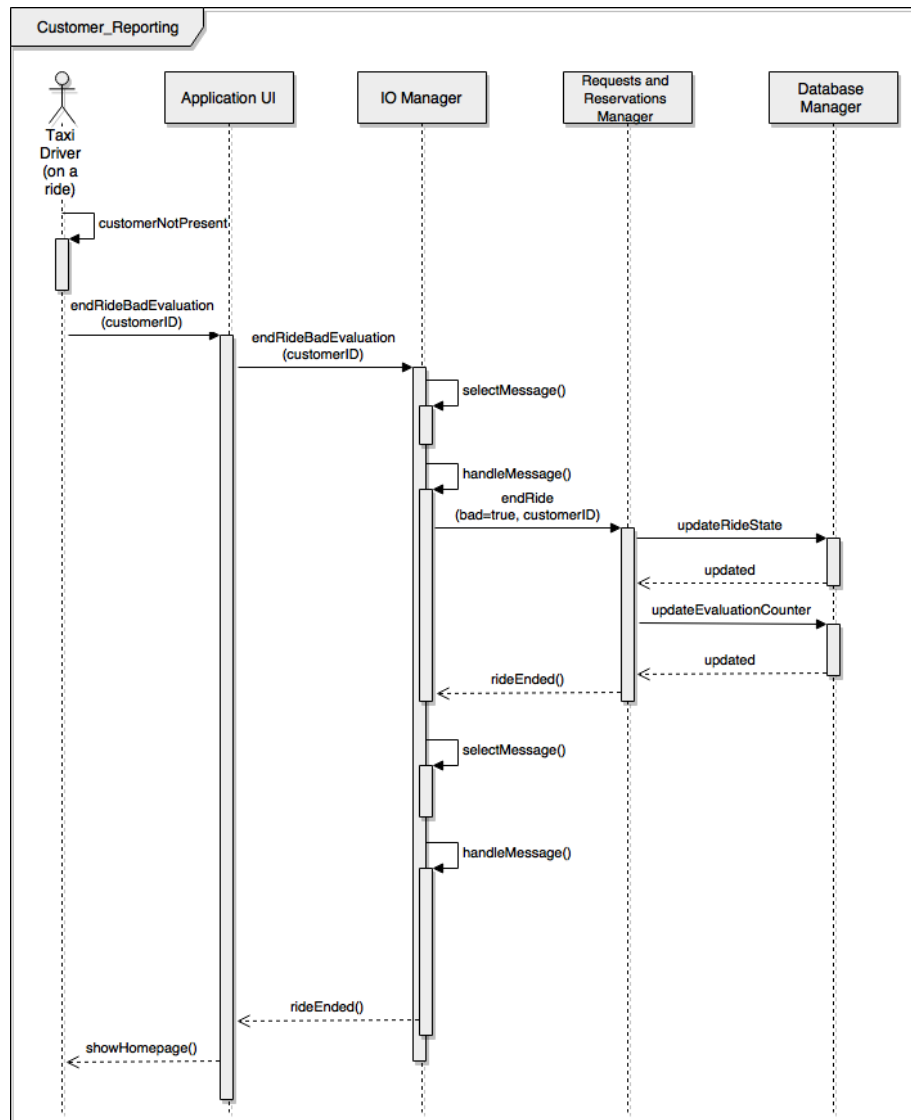 Customer_Reporting
Application UI
IO Manager
Requests and
Reservations
Manager
Database
Manager
Taxi
Driver
(on a
ride)
customerNotPresent
endRideBadEvaluation
(customerID)
endRideBadEvaluation
(customerID)
selectMessage()
handleMessage()
endRide
(bad=true, customerID)
updateRideState
updated
updateEvaluationCounter
updated
rideEnded()
selectMessage()
handleMessage()
rideEnded()
showHomepage()